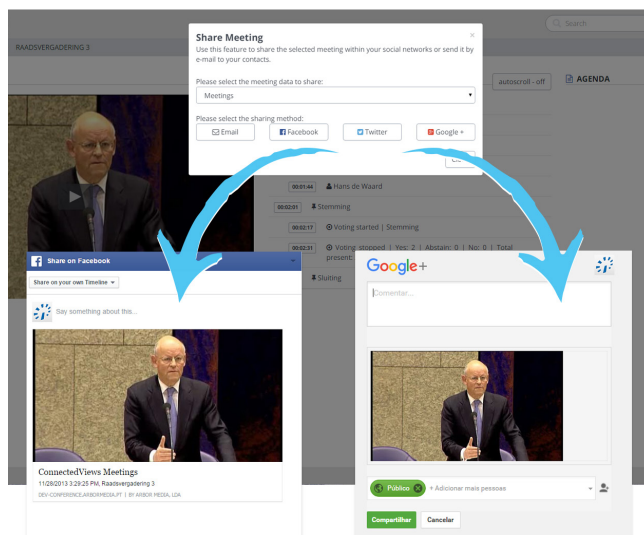 Search
RAADSVERGADERING 3
Share Meeting
×
Use this feature to share the selected meeting within your social networks or send it by
e-mail to your contacts.
Please select the meeting data to share:
Meetings
Please select the sharing method:
Email
Facebook
Twitter
Google +
autoscroll - off
AGENDA
00:01:44 Hans de Waard
00:02:01 Stemming
00:02:17 Voting started | Stemming
00:02:31 Voting stopped | Yes: 2 | Abstain: 0 | No: 0 | Total
present:
Sluiting
Share on Facebook
Share on your own Timeline
Say something about this...
ConnectedViews Meetings
11/28/2013 3:29:25 PM, Raadsvergadering 3
DEV-CONFERENCE.ARBORMEDIA.PT | BY ARBOR MEDIA, LDA
Google+
Comentar...
Público
+ Adicionar mais pessoas
Compartilhar
Cancelar